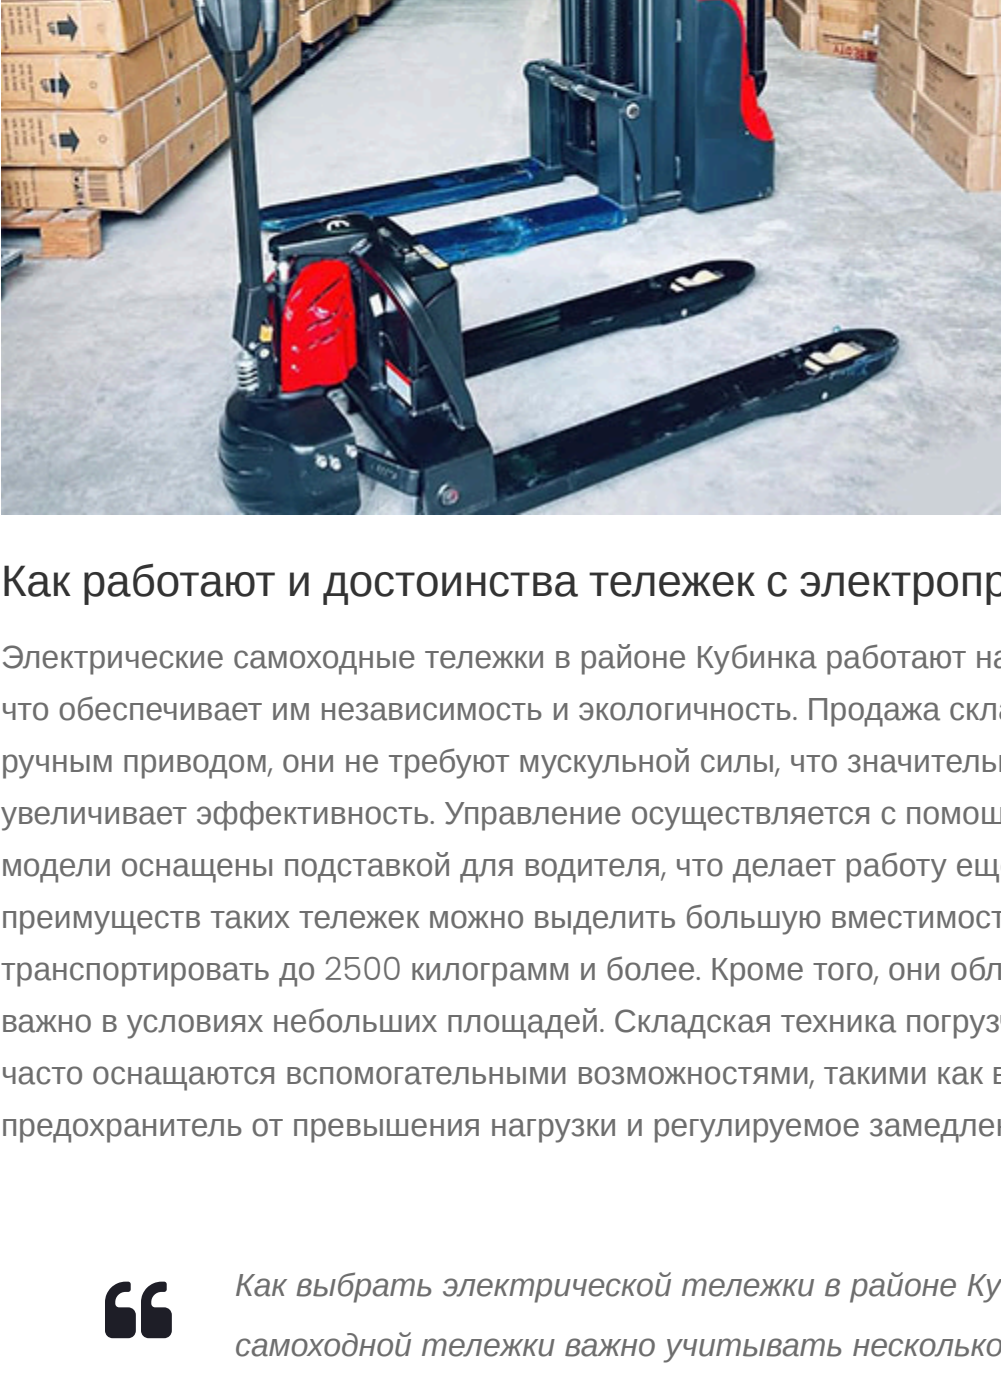 Как работают и достоинства тележек с электропр
Электрические самоходные тележки в районе Кубинка работают на
что обеспечивает им независимость и экологичность. Продажа скла
ручным приводом, они не требуют мускульной силы, что значитель
увеличивает эффективность. Управление осуществляется с помощ
модели оснащены подставкой для водителя, что делает работу ещ
преимуществ таких тележек можно выделить большую вместимост
транспортировать до 2500 килограмм и более. Кроме того, они обл
важно в условиях небольших площадей. Складская техника погруз
часто оснащаются вспомогательными возможностями, такими как в
предохранитель от превышения нагрузки и регулируемое замедлен
Как выбрать электрической тележки в районе Ку
самоходной тележки важно учитывать несколько